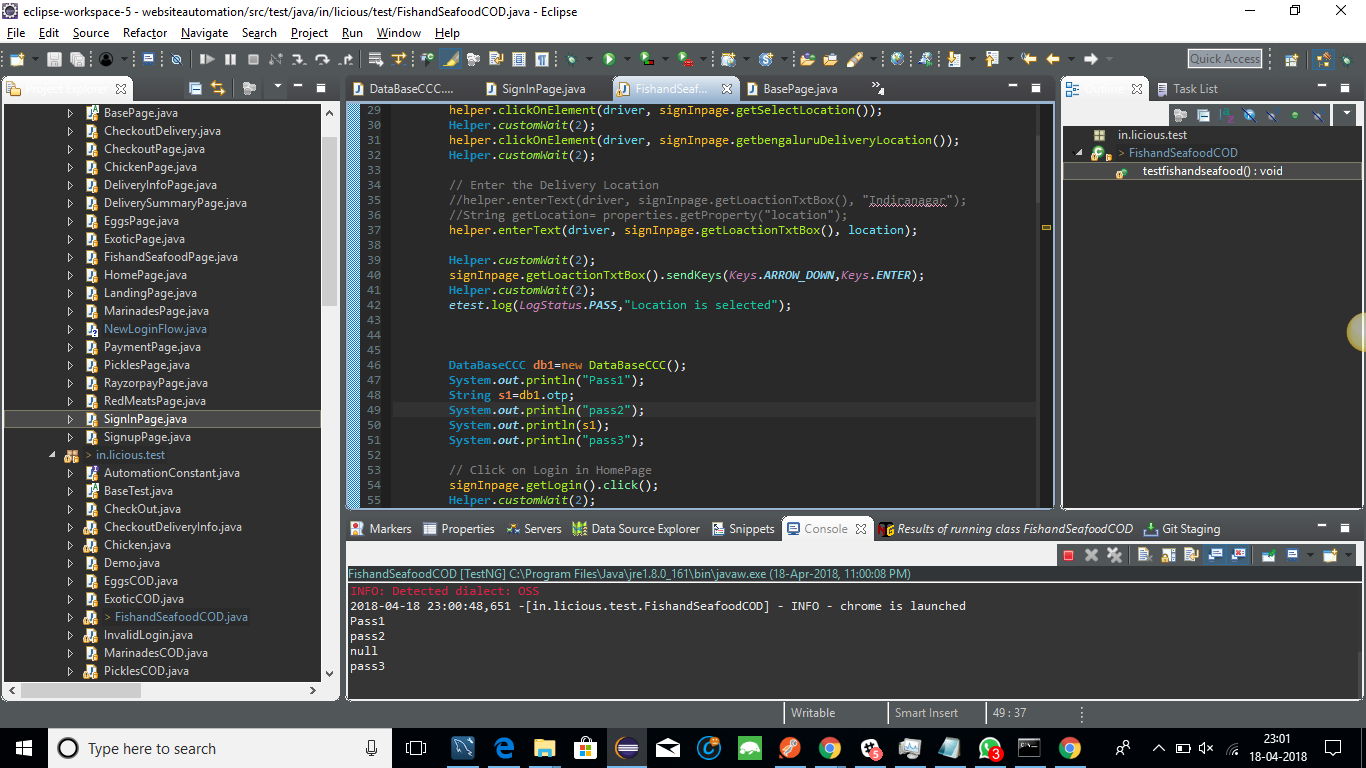 eclipse-workspace-5 - websiteautomation/src/test/java/in/licious/test/FishandSeafoodCOD.java - Eclipse
File Edit Source Refactor Navigate Search Project Run Window Help
Quick Access
Project Explorer
BasePage.java
CheckoutDelivery.java
CheckoutPage.java
ChickenPage.java
DeliveryInfoPage.java
DeliverySummaryPage.java
EggsPage.java
ExoticPage.java
FishandSeafoodPage.java
HomePage.java
LandingPage.java
MarinadesPage.java
NewLoginFlow.java
PaymentPage.java
PicklesPage.java
RayzorpayPage.java
RedMeatsPage.java
SignInPage.java
SignupPage.java
> in.licious.test
AutomationConstant.java
BaseTest.java
CheckOut.java
CheckoutDeliveryInfo.java
Chicken.java
Demo.java
EggsCOD.java
ExoticCOD.java
> FishandSeafoodCOD.java
InvalidLogin.java
MarinadesCOD.java
PicklesCOD.java
DataBaseCCC.... SignInPage.java FishandSeaf... BasePage.java
29 helper.clickOnElement(driver, signInpage.getSelectLocation());
30 Helper.customWait(2);
31 helper.clickOnElement(driver, signInpage.getbengaluruDeliveryLocation());
32 Helper.customWait(2);
33
34 // Enter the Delivery Location
35 //helper.enterText(driver, signInpage.getLoactionTxtBox(), "Indiranagar");
36 //String getLocation= properties.getProperty("location");
37 helper.enterText(driver, signInpage.getLoactionTxtBox(), location);
38
39 Helper.customWait(2);
40 signInpage.getLoactionTxtBox().sendKeys(Keys.ARROW_DOWN,Keys.ENTER);
41 Helper.customWait(2);
42 etest.log(LogStatus.PASS,"Location is selected");
43
44
45
46 DataBaseCCC db1=new DataBaseCCC();
47 System.out.println("Pass1");
48 String s1=db1.otp;
49 System.out.println("pass2");
50 System.out.println(s1);
51 System.out.println("pass3");
52
53 // Click on Login in HomePage
54 signInpage.getLogin().click();
55 Helper.customWait(2);
Outline Task List
in.licious.test
> FishandSeafoodCOD
testfishandseafood() : void
Markers Properties Servers Data Source Explorer Snippets Console Results of running class FishandSeafoodCOD Git Staging
FishandSeafoodCOD [TestNG] C:\Program Files\Java\jre1.8.0_161\bin\javaw.exe (18-Apr-2018, 11:00:08 PM)
INFO: Detected dialect: OSS
2018-04-18 23:00:48,651 -[in.licious.test.FishandSeafoodCOD] - INFO - chrome is launched
Pass1
pass2
null
pass3
Writable Smart Insert 49 : 37
Type here to search
5
3
23:01
18-04-2018